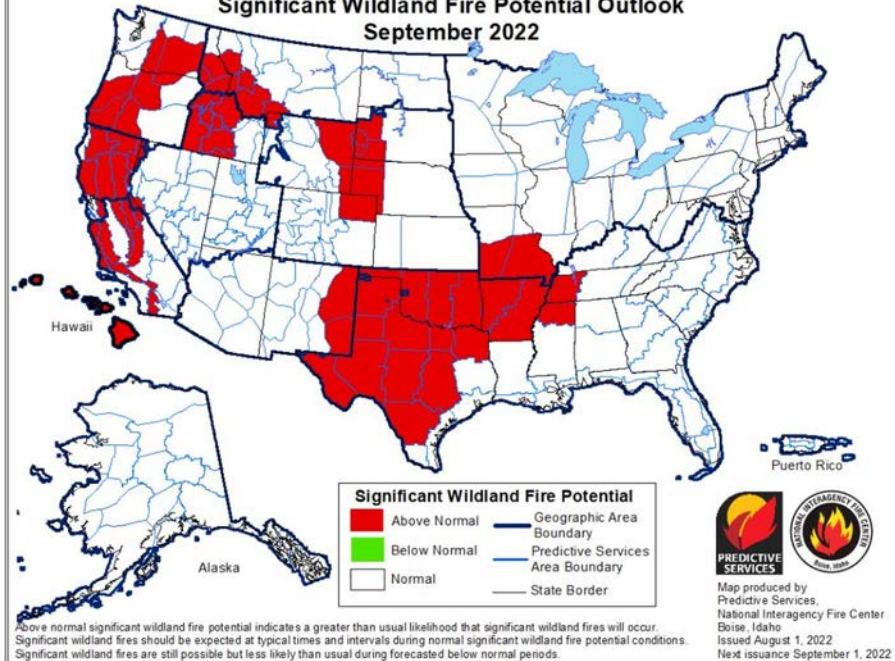 Significant Wildland Fire Potential Outlook
September 2022
Hawaii
Alaska
Puerto Rico
Significant Wildland Fire Potential
Above Normal
Below Normal
Normal
Geographic Area
Boundary
Predictive Services
Area Boundary
State Border
PREDICTIVE
SERVICES
NATIONAL INTERAGENCY FIRE CENTER
Boise, Idaho
Map produced by
Predictive Services,
National Interagency Fire Center
Boise, Idaho
Issued August 1, 2022
Next issuance September 1, 2022
Above normal significant wildland fire potential indicates a greater than usual likelihood that significant wildland fires will occur.
Significant wildland fires should be expected at typical times and intervals during normal significant wildland fire potential conditions.
Significant wildland fires are still possible but less likely than usual during forecasted below normal periods.